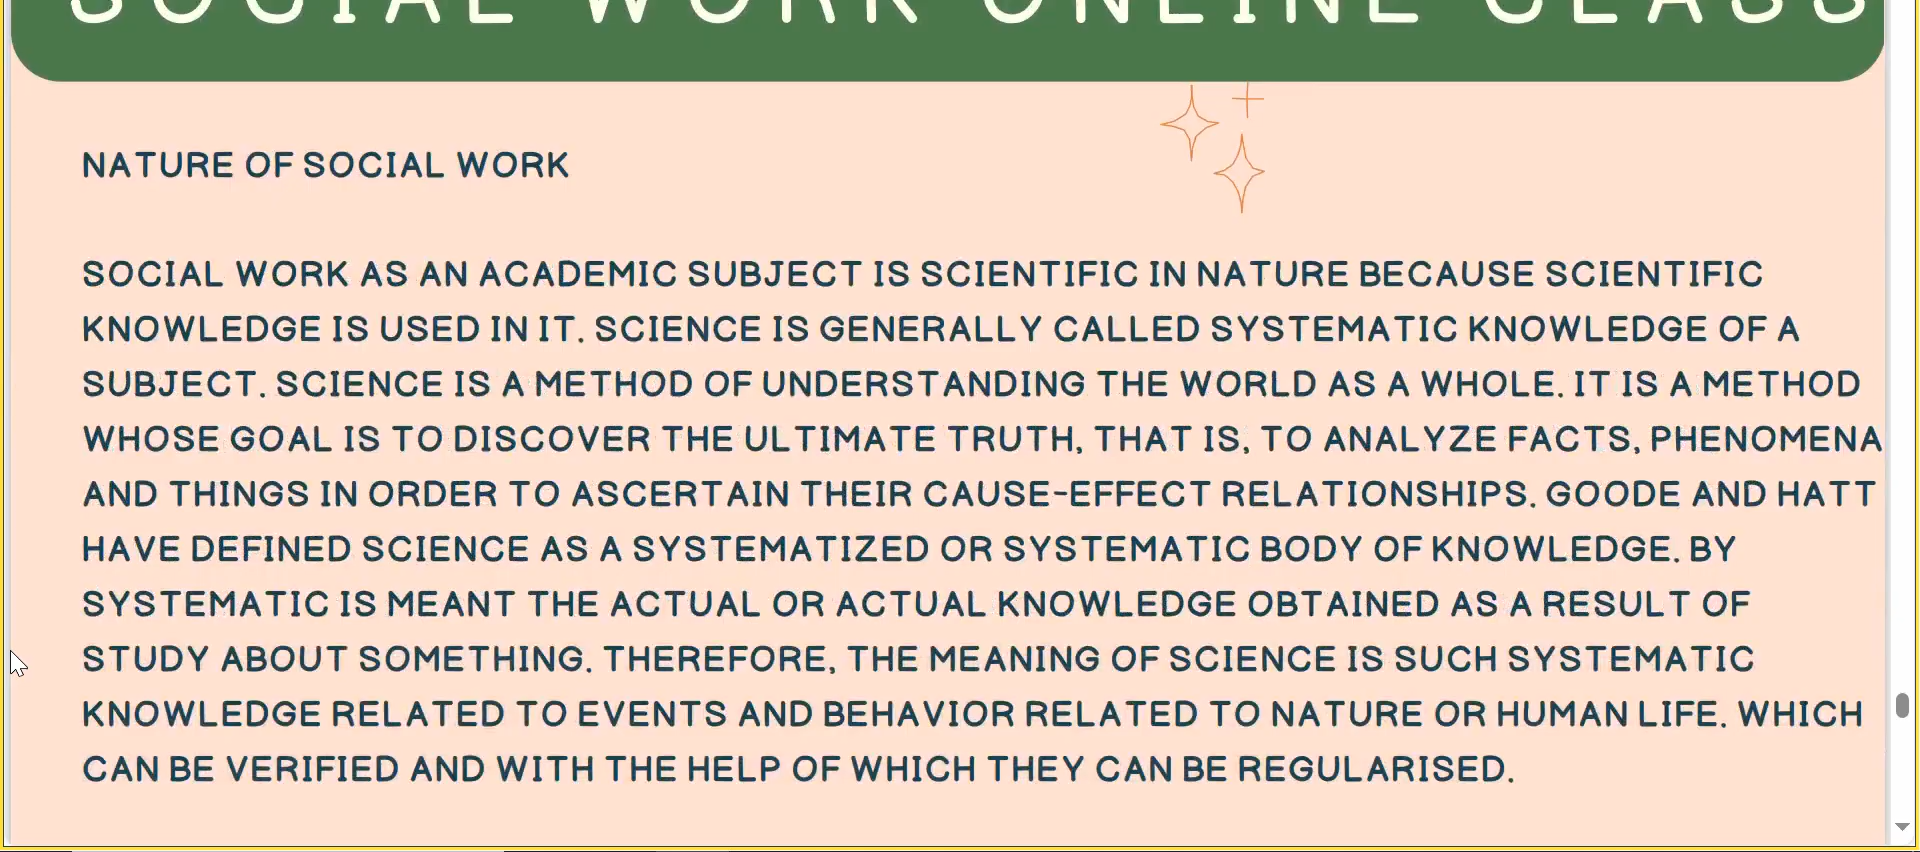 SOCIAL WORK ONLINE CLASS
NATURE OF SOCIAL WORK
SOCIAL WORK AS AN ACADEMIC SUBJECT IS SCIENTIFIC IN NATURE BECAUSE SCIENTIFIC
KNOWLEDGE IS USED IN IT. SCIENCE IS GENERALLY CALLED SYSTEMATIC KNOWLEDGE OF A
SUBJECT. SCIENCE IS A METHOD OF UNDERSTANDING THE WORLD AS A WHOLE. IT IS A METHOD
WHOSE GOAL IS TO DISCOVER THE ULTIMATE TRUTH, THAT IS, TO ANALYZE FACTS, PHENOMENA
AND THINGS IN ORDER TO ASCERTAIN THEIR CAUSE-EFFECT RELATIONSHIPS. GOODE AND HATT
HAVE DEFINED SCIENCE AS A SYSTEMATIZED OR SYSTEMATIC BODY OF KNOWLEDGE. BY
SYSTEMATIC IS MEANT THE ACTUAL OR ACTUAL KNOWLEDGE OBTAINED AS A RESULT OF
STUDY ABOUT SOMETHING. THEREFORE, THE MEANING OF SCIENCE IS SUCH SYSTEMATIC
KNOWLEDGE RELATED TO EVENTS AND BEHAVIOR RELATED TO NATURE OR HUMAN LIFE. WHICH
CAN BE VERIFIED AND WITH THE HELP OF WHICH THEY CAN BE REGULARISED.